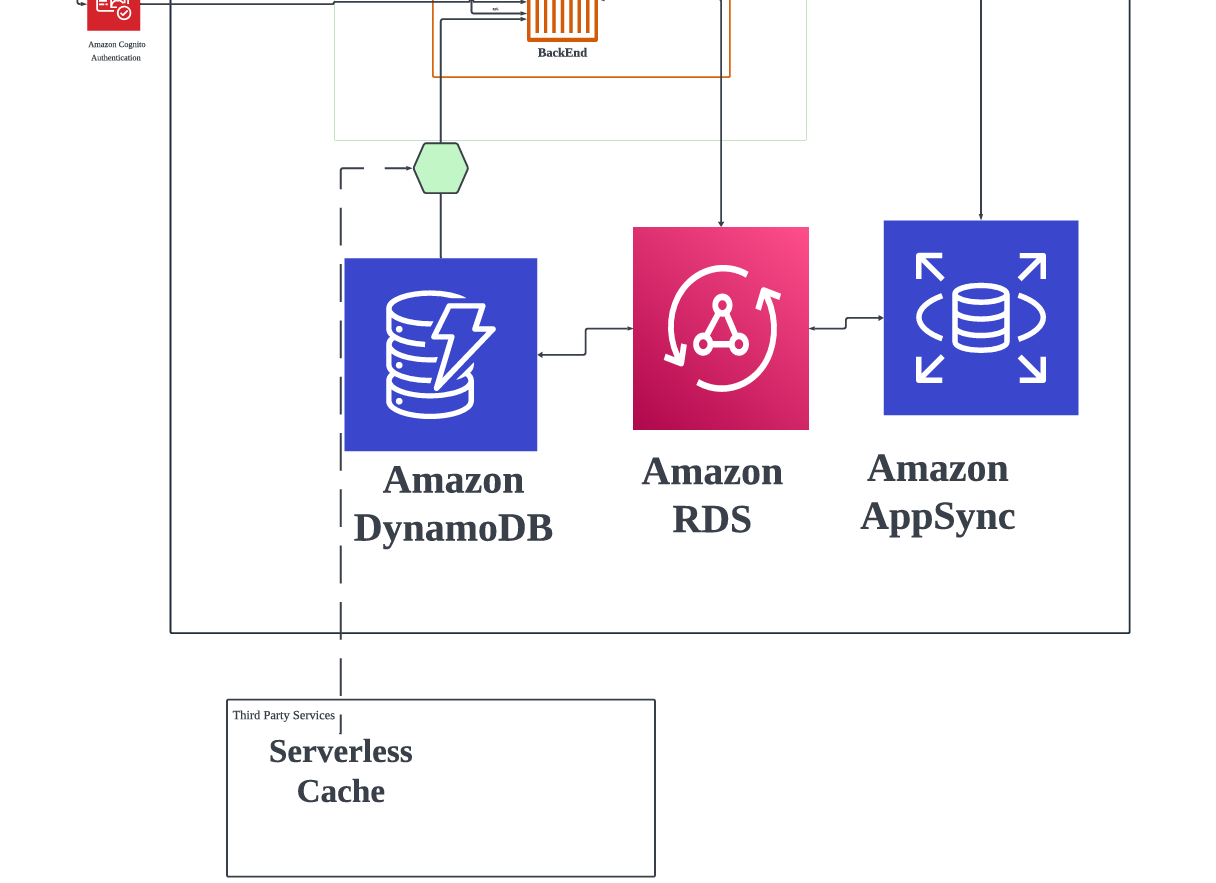 Amazon Cognito
Authentication
BackEnd
Amazon
DynamoDB
Amazon
RDS
Amazon
AppSync
Third Party Services
Serverless
Cache